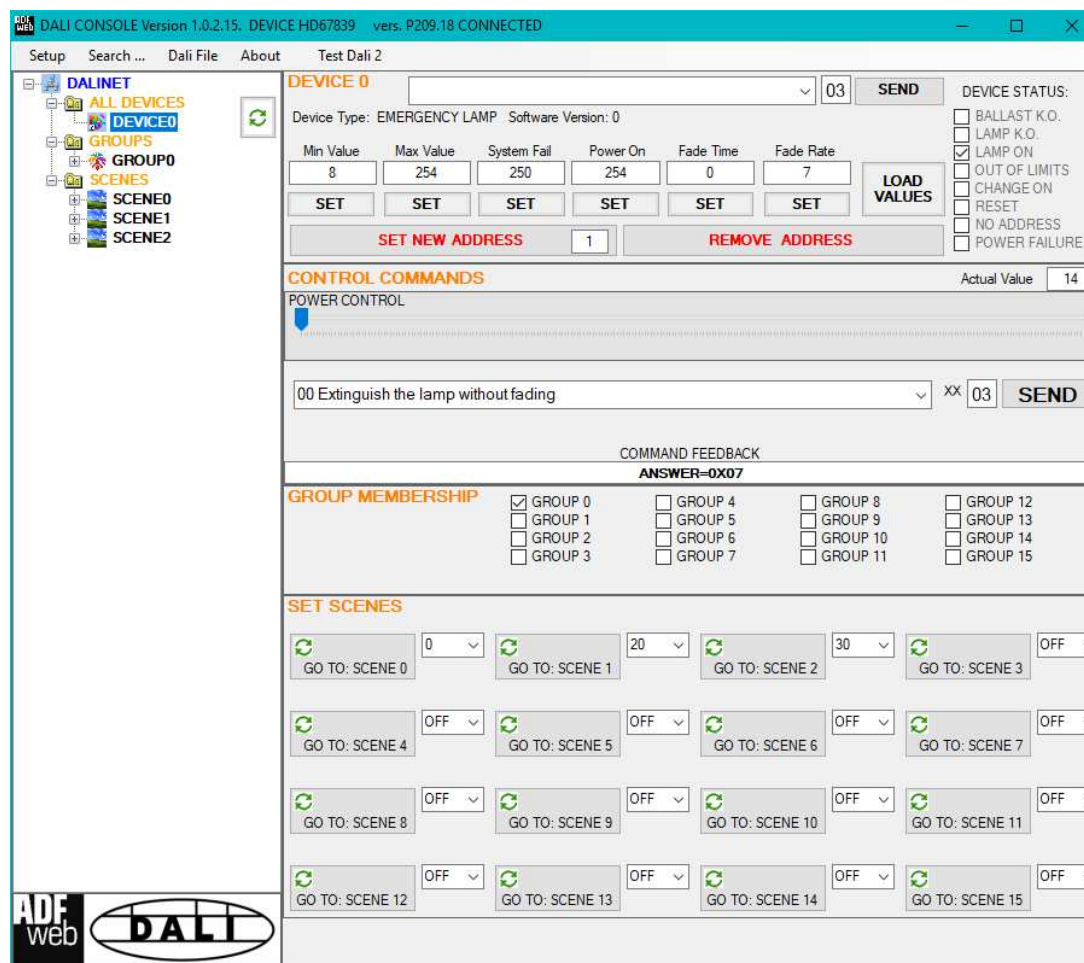 DALI CONSOLE Version 1.0.2.15. DEVICE HD67839 vers. P209.18 CONNECTED
Setup Search ... Dali File About Test Dali 2
DALINET
ALL DEVICES
DEVICE0
GROUPS
GROUP0
SCENES
SCENE0
SCENE1
SCENE2
DEVICE 0
03 SEND
Device Type: EMERGENCY LAMP Software Version: 0
Min Value Max Value System Fail Power On Fade Time Fade Rate
8 254 250 254 0 7
SET SET SET SET SET SET
LOAD
VALUES
SET NEW ADDRESS 1 REMOVE ADDRESS
DEVICE STATUS:
BALLAST K.O.
LAMP K.O.
LAMP ON
OUT OF LIMITS
CHANGE ON
RESET
NO ADDRESS
POWER FAILURE
CONTROL COMMANDS Actual Value 14
POWER CONTROL
00 Extinguish the lamp without fading XX 03 SEND
COMMAND FEEDBACK
ANSWER=0X07
GROUP MEMBERSHIP
GROUP 0 GROUP 4 GROUP 8 GROUP 12
GROUP 1 GROUP 5 GROUP 9 GROUP 13
GROUP 2 GROUP 6 GROUP 10 GROUP 14
GROUP 3 GROUP 7 GROUP 11 GROUP 15
SET SCENES
0 20 30 OFF
GO TO: SCENE 0 GO TO: SCENE 1 GO TO: SCENE 2 GO TO: SCENE 3
OFF OFF OFF OFF
GO TO: SCENE 4 GO TO: SCENE 5 GO TO: SCENE 6 GO TO: SCENE 7
OFF OFF OFF OFF
GO TO: SCENE 8 GO TO: SCENE 9 GO TO: SCENE 10 GO TO: SCENE 11
OFF OFF OFF OFF
GO TO: SCENE 12 GO TO: SCENE 13 GO TO: SCENE 14 GO TO: SCENE 15
ADF
web
DALI